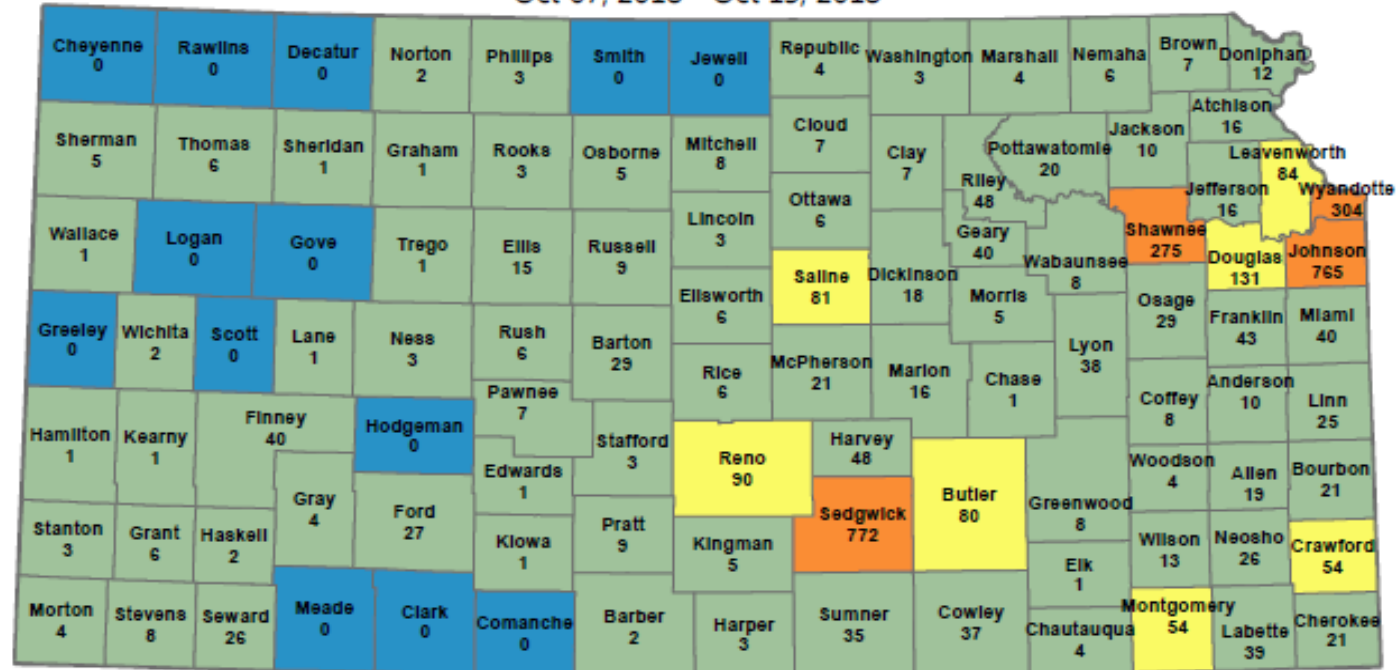 Cheyenne
0
Rawlins
0
Decatur
0
Norton
2
Phillips
3
Smith
0
Jewell
0
Republic
4
Washington
3
Marshall
4
Nemaha
6
Brown
7
Doniphan
12
Atchison
16
Sherman
5
Thomas
6
Sheridan
1
Graham
1
Rooks
3
Osborne
5
Mitchell
8
Cloud
7
Clay
7
Riley
48
Pottawatomie
20
Jackson
10
Jefferson
16
Leavenworth
84
Wyandotte
304
Wallace
1
Logan
0
Gove
0
Trego
1
Ellis
15
Russell
9
Lincoln
3
Ottawa
6
Saline
81
Dickinson
18
Geary
40
Wabaunsee
8
Shawnee
275
Douglas
131
Johnson
765
Greeley
0
Wichita
2
Scott
0
Lane
1
Ness
3
Rush
6
Barton
29
Ellsworth
6
Rice
6
McPherson
21
Marion
16
Morris
5
Chase
1
Lyon
38
Osage
29
Franklin
43
Miami
40
Coffey
8
Anderson
10
Linn
25
Hamilton
1
Kearny
1
Finney
40
Hodgeman
0
Pawnee
7
Stafford
3
Edwards
1
Gray
4
Ford
27
Reno
90
Harvey
48
Sedgwick
772
Butler
80
Greenwood
8
Woodson
4
Allen
19
Bourbon
21
Stanton
3
Grant
6
Haskell
2
Kiowa
1
Pratt
9
Kingman
5
Elk
1
Wilson
13
Neosho
26
Crawford
54
Morton
4
Stevens
8
Seward
26
Meade
0
Clark
0
Comanche
0
Barber
2
Harper
3
Sumner
35
Cowley
37
Chautauqua
4
Montgomery
54
Labette
39
Cherokee
21